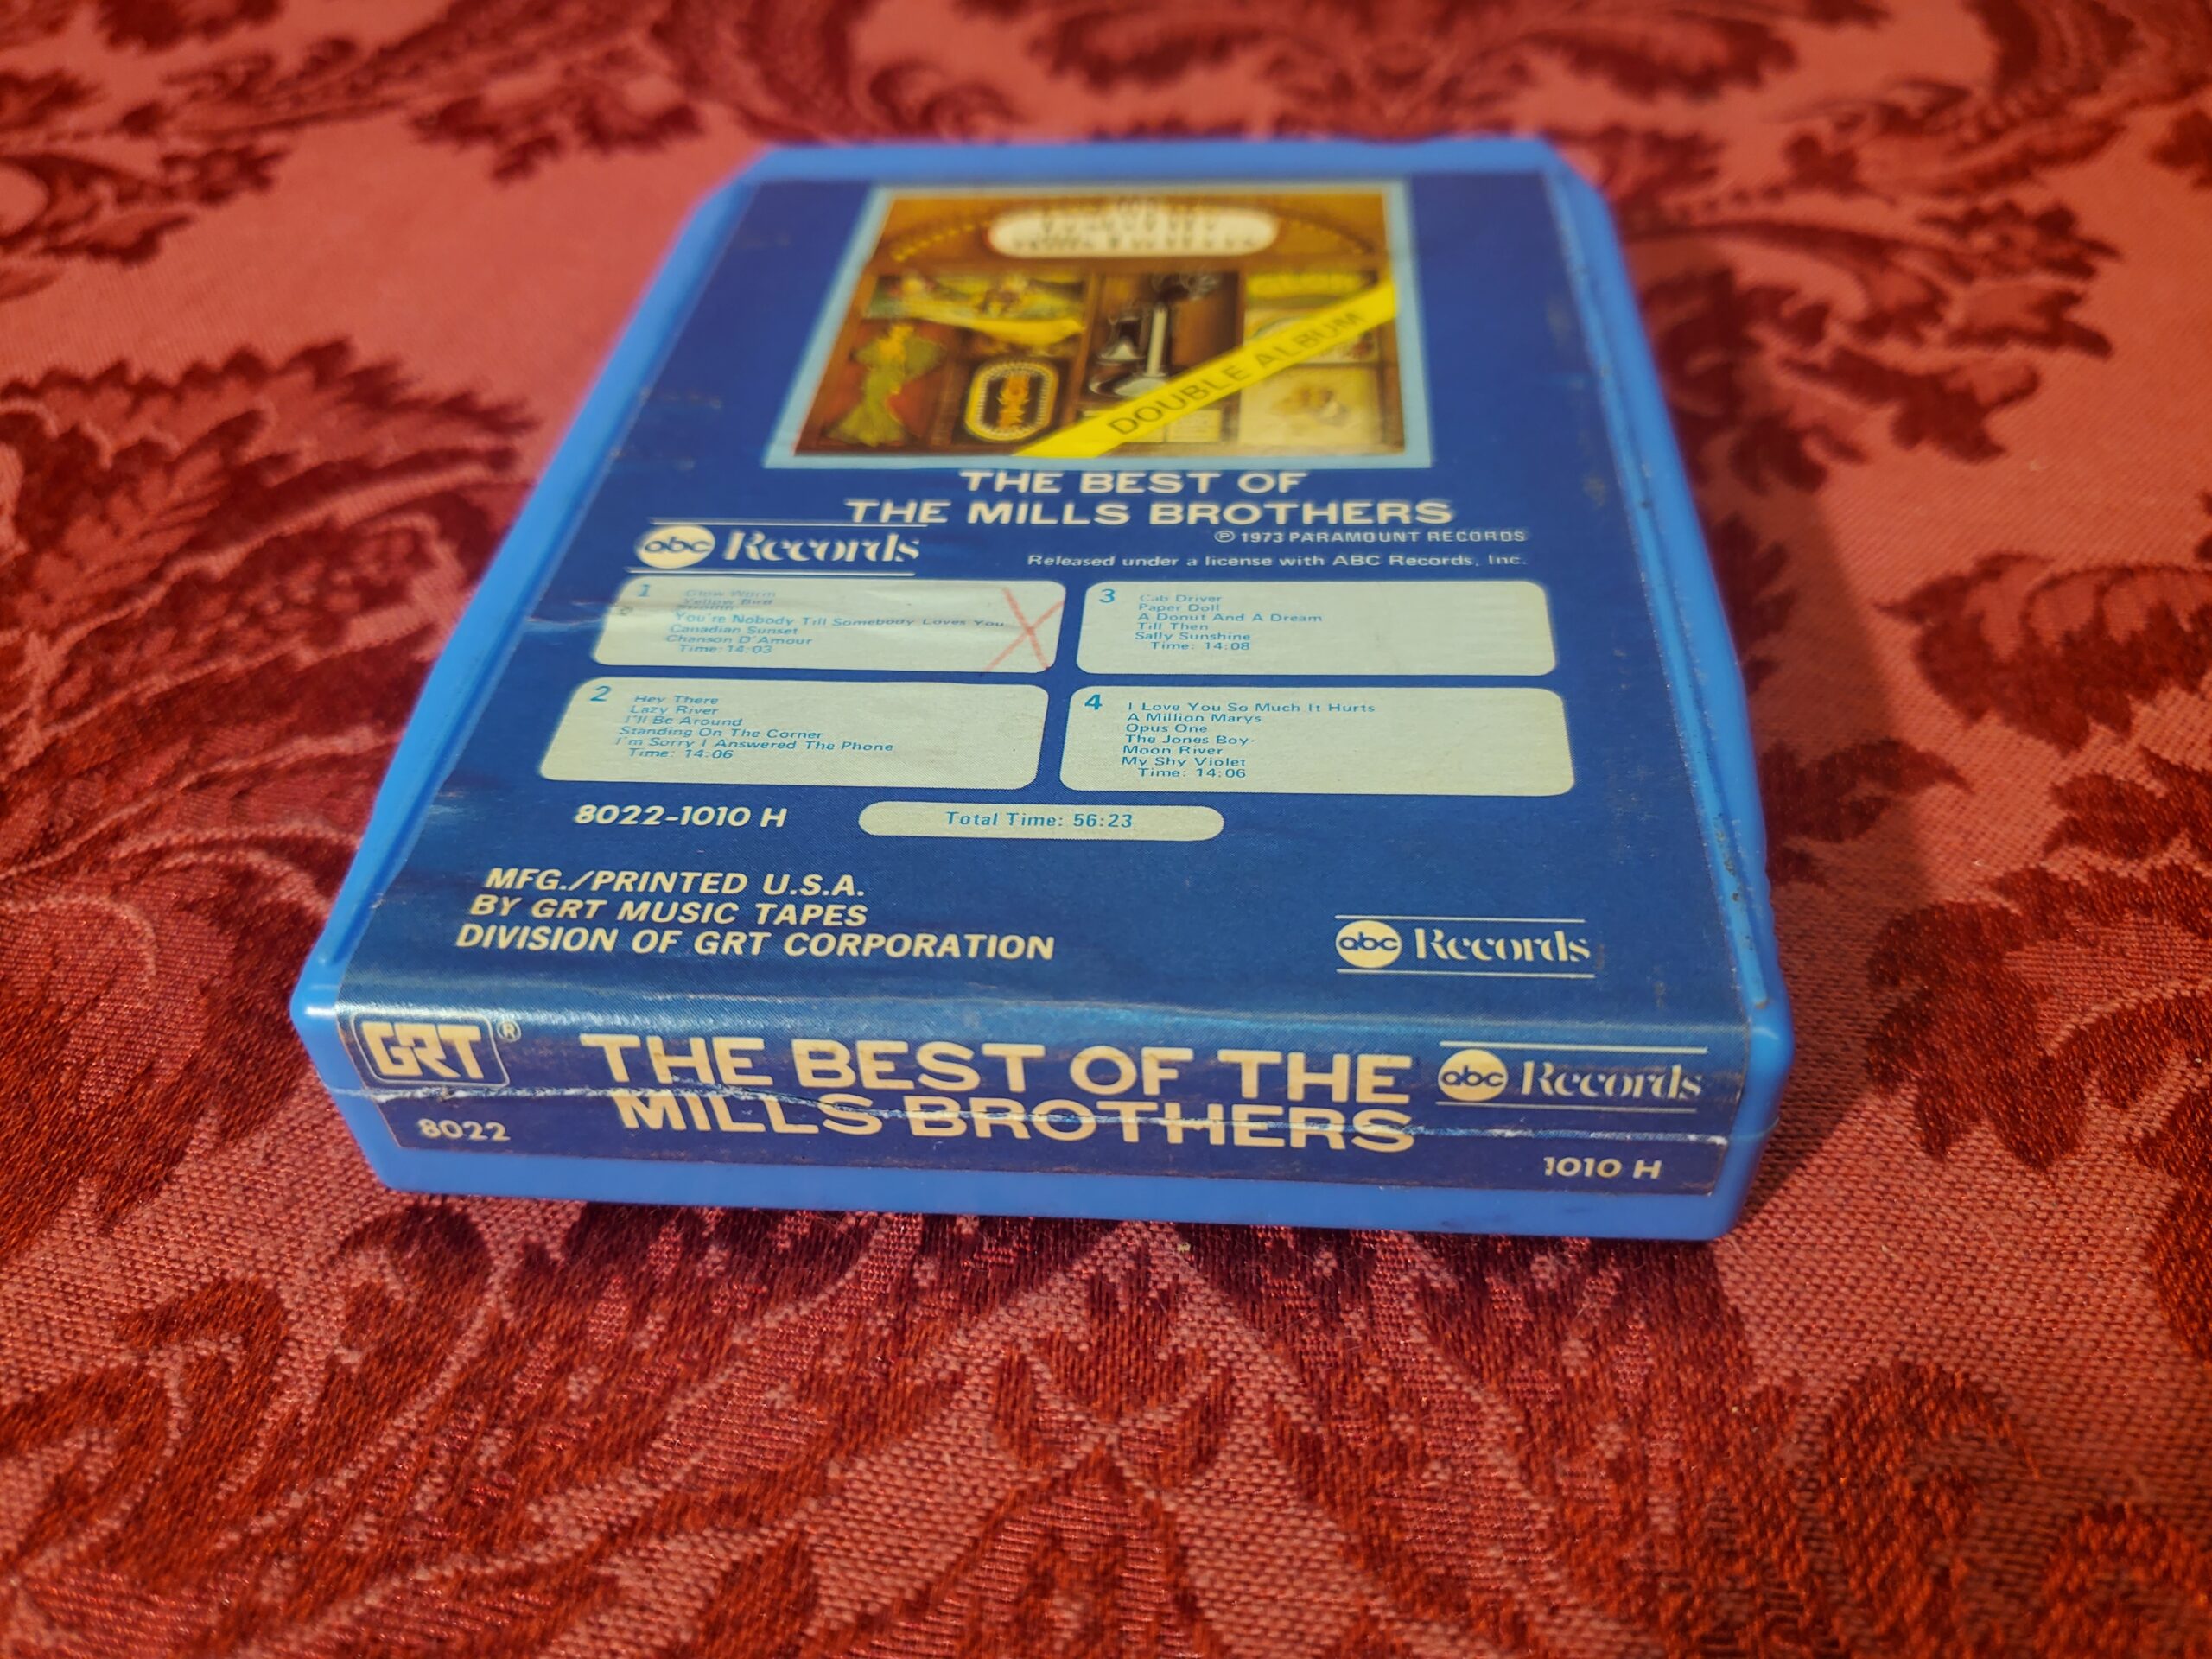 DOUBLE ALBUM
THE BEST OF
THE MILLS BROTHERS
abc Records
℗ 1973 PARAMOUNT RECORDS
Released under a license with ABC Records, Inc.
1
Glow Worm
Yellow Bird
You're Nobody Till Somebody Loves You
Canadian Sunset
Chanson D'Amour
Time: 14:03
2
Hey There
Lazy River
I'll Be Around
Standing On The Corner
I'm Sorry I Answered The Phone
Time: 14:06
3
Cab Driver
Paper Doll
A Donut And A Dream
Till Then
Sally Sunshine
Time: 14:08
4
I Love You So Much It Hurts
A Million Marys
Opus One
The Jones Boy
Moon River
My Shy Violet
Time: 14:06
8022-1010 H
Total Time: 56:23
MFG./PRINTED U.S.A.
BY GRT MUSIC TAPES
DIVISION OF GRT CORPORATION
abc Records
GRT®
THE BEST OF THE
MILLS BROTHERS
abc Records
8022
1010 H